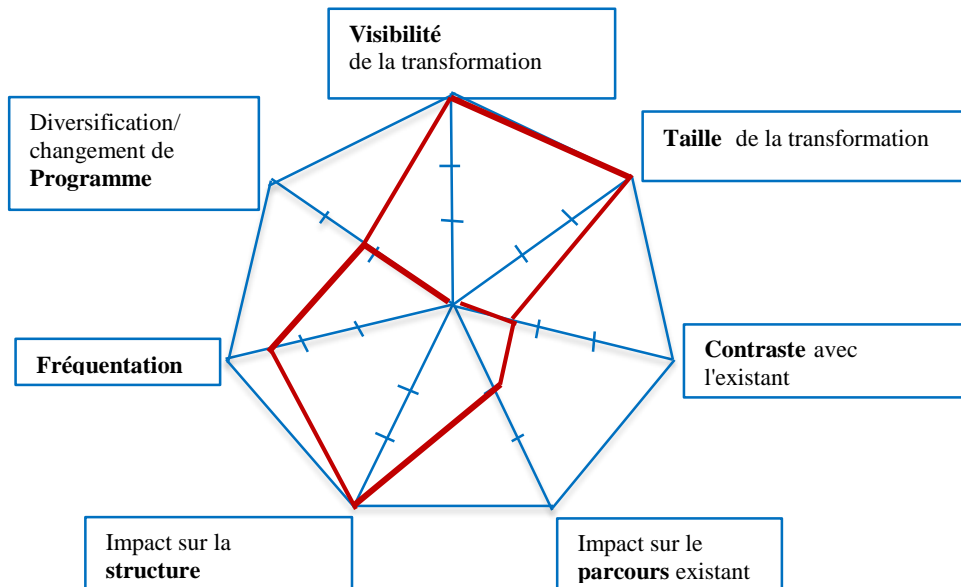 Visibilité
de la transformation
Diversification/
changement de
Programme
Taille de la transformation
Fréquentation
Contraste avec
l'existant
Impact sur la
structure
Impact sur le
parcours existant